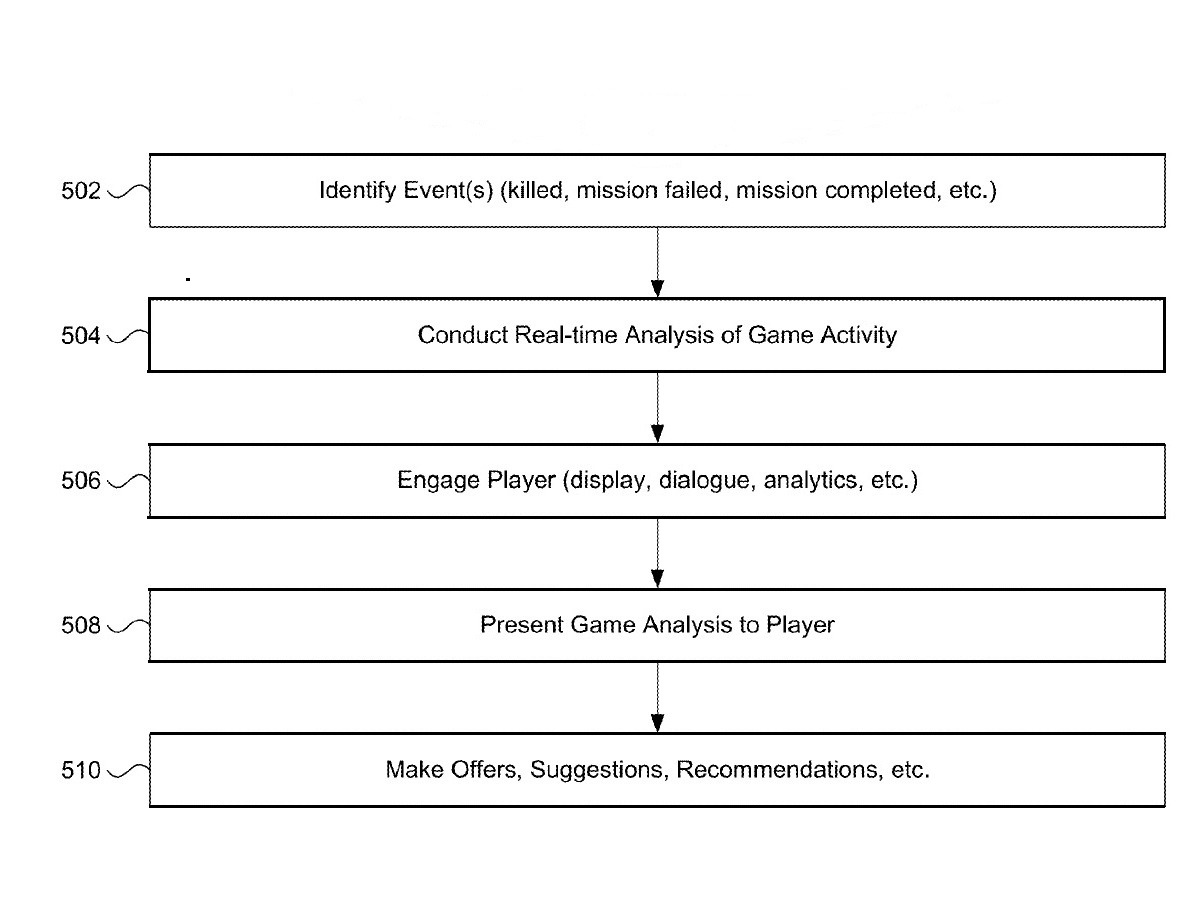 502 Identify Event(s) (killed, mission failed, mission completed, etc.)
504 Conduct Real-time Analysis of Game Activity
506 Engage Player (display, dialogue, analytics, etc.)
508 Present Game Analysis to Player
510 Make Offers, Suggestions, Recommendations, etc.